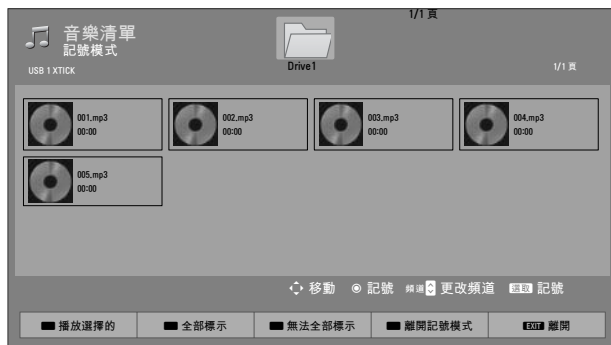 1/1 頁
音樂清單
記號模式
USB 1 XTICK
Drive1
1/1 頁
001.mp3
00:00
002.mp3
00:00
003.mp3
00:00
004.mp3
00:00
005.mp3
00:00
移動 記號 頻道 更改頻道 選取 記號
播放選擇的 全部標示 無法全部標示 離開記號模式 EXIT 離開